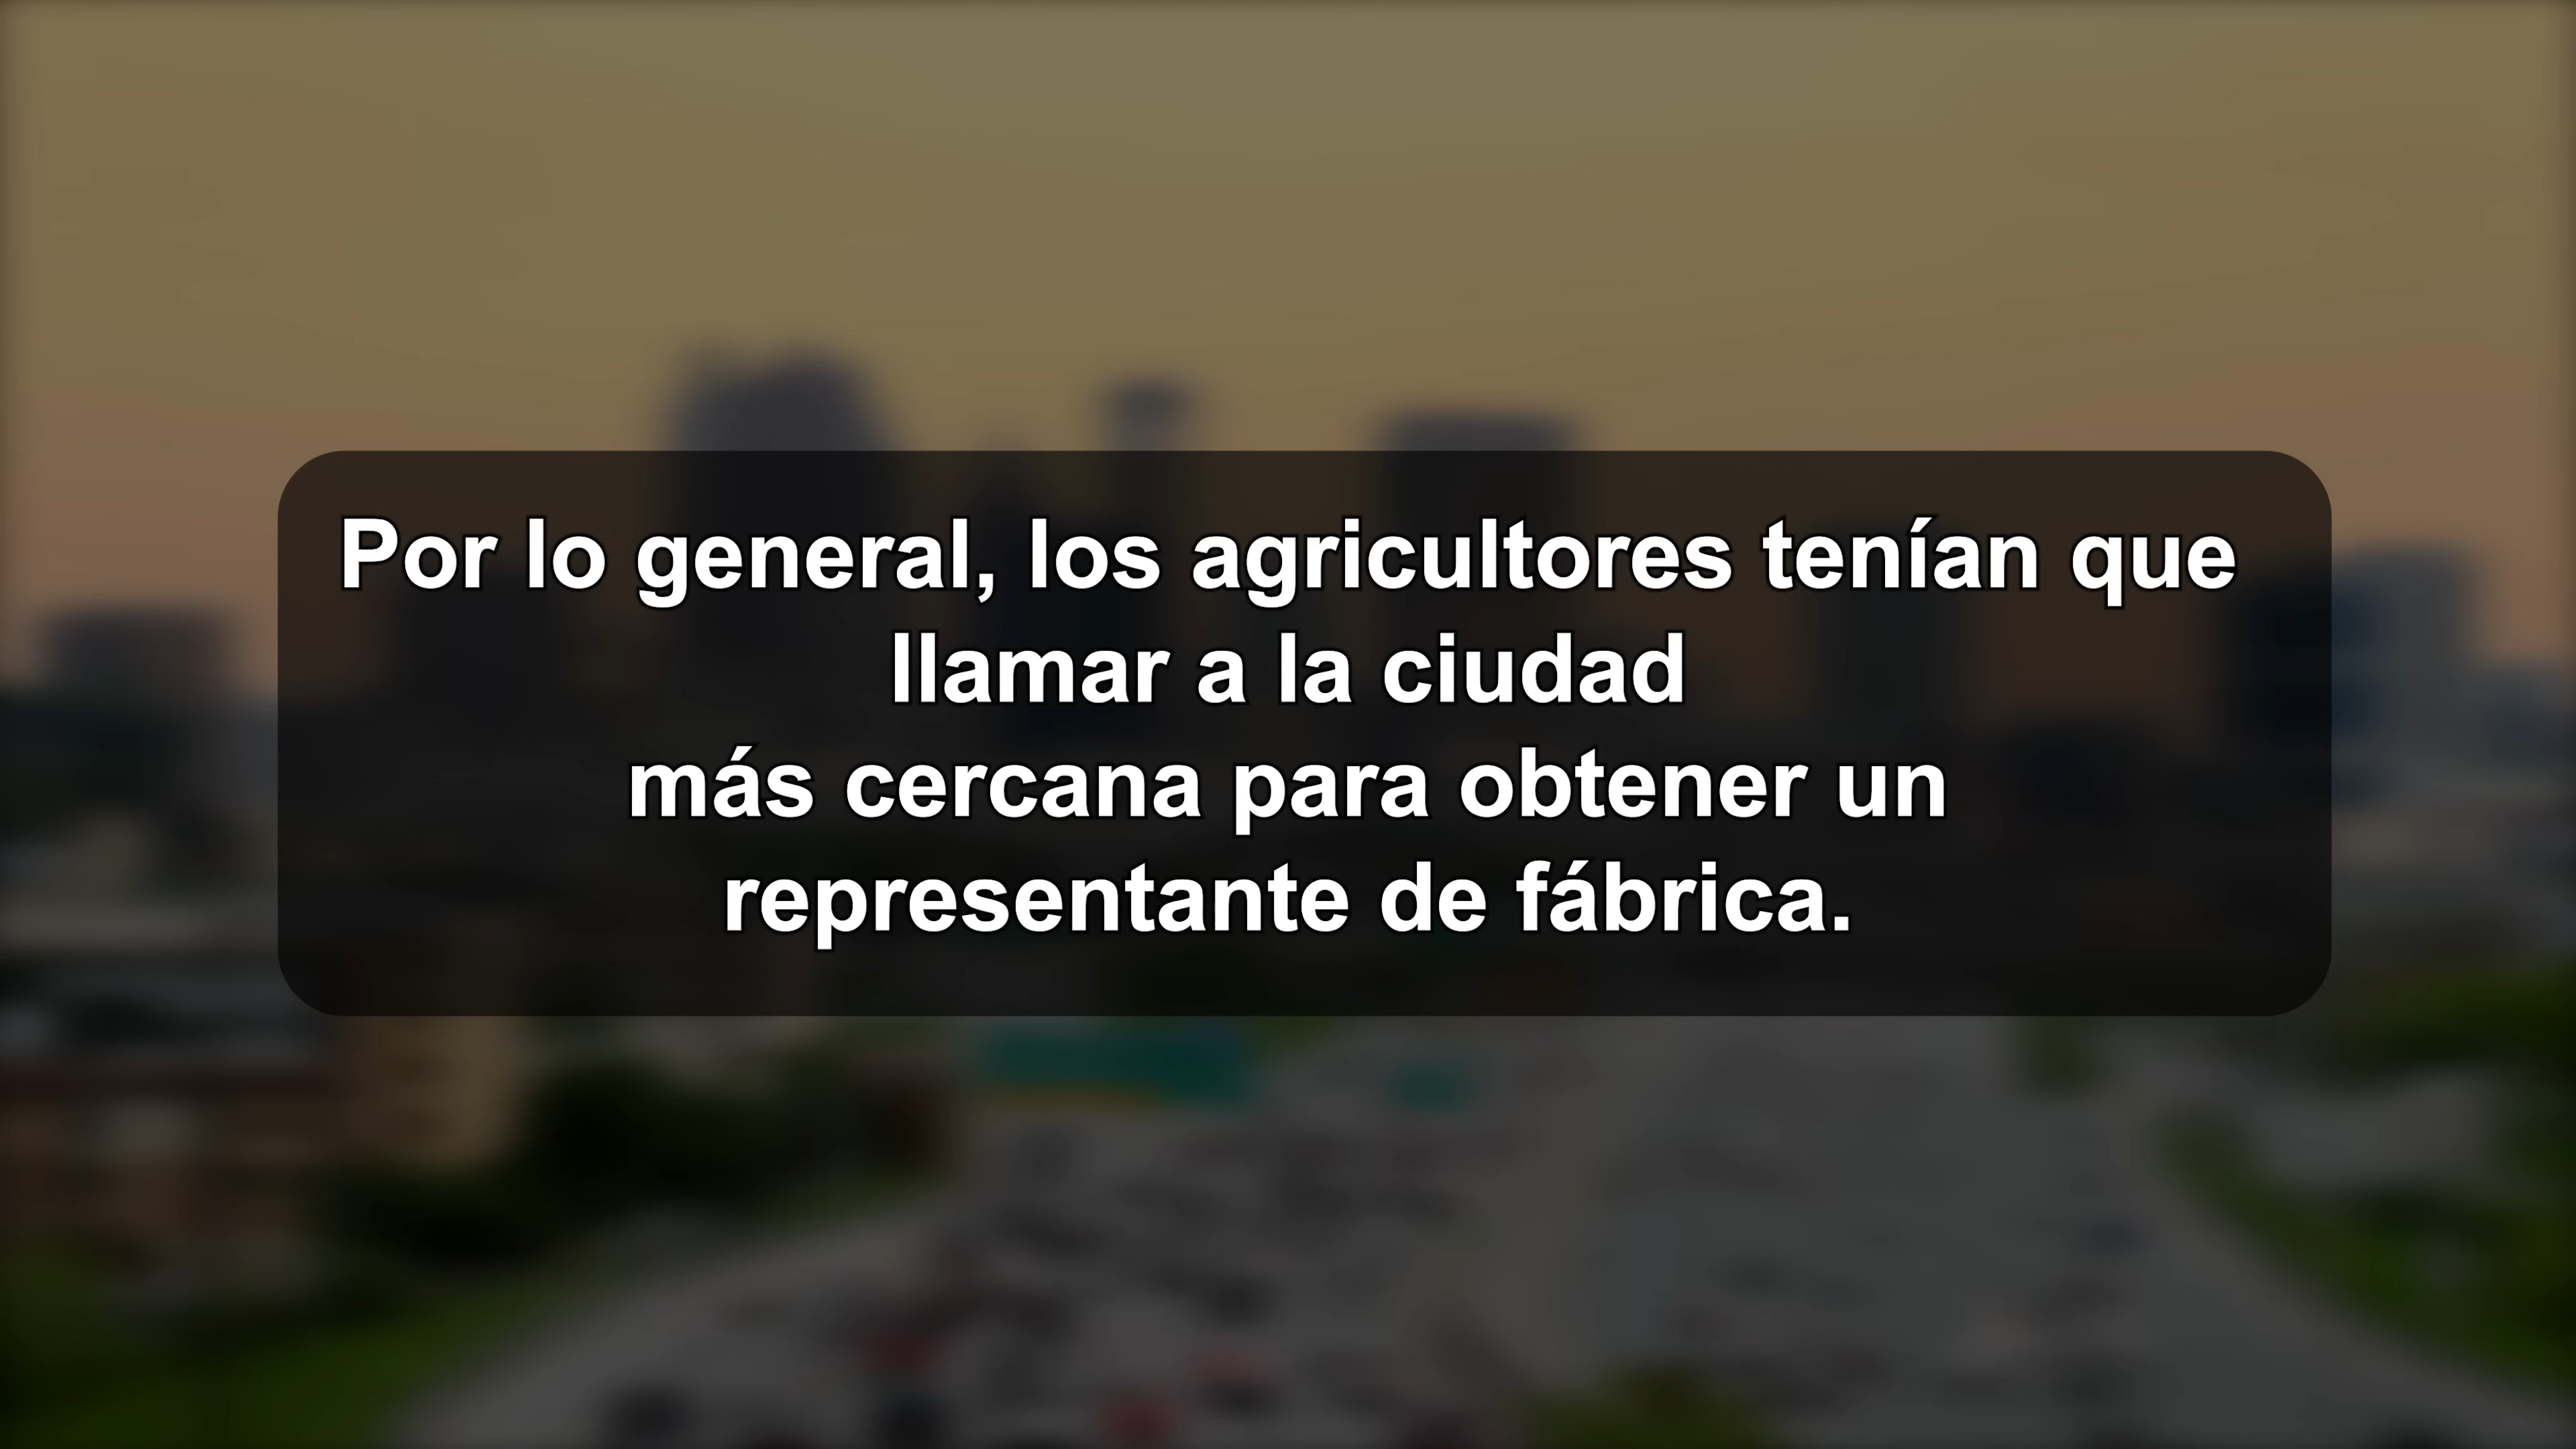 Por lo general, los agricultores tenían que
llamar a la ciudad
más cercana para obtener un
representante de fábrica.